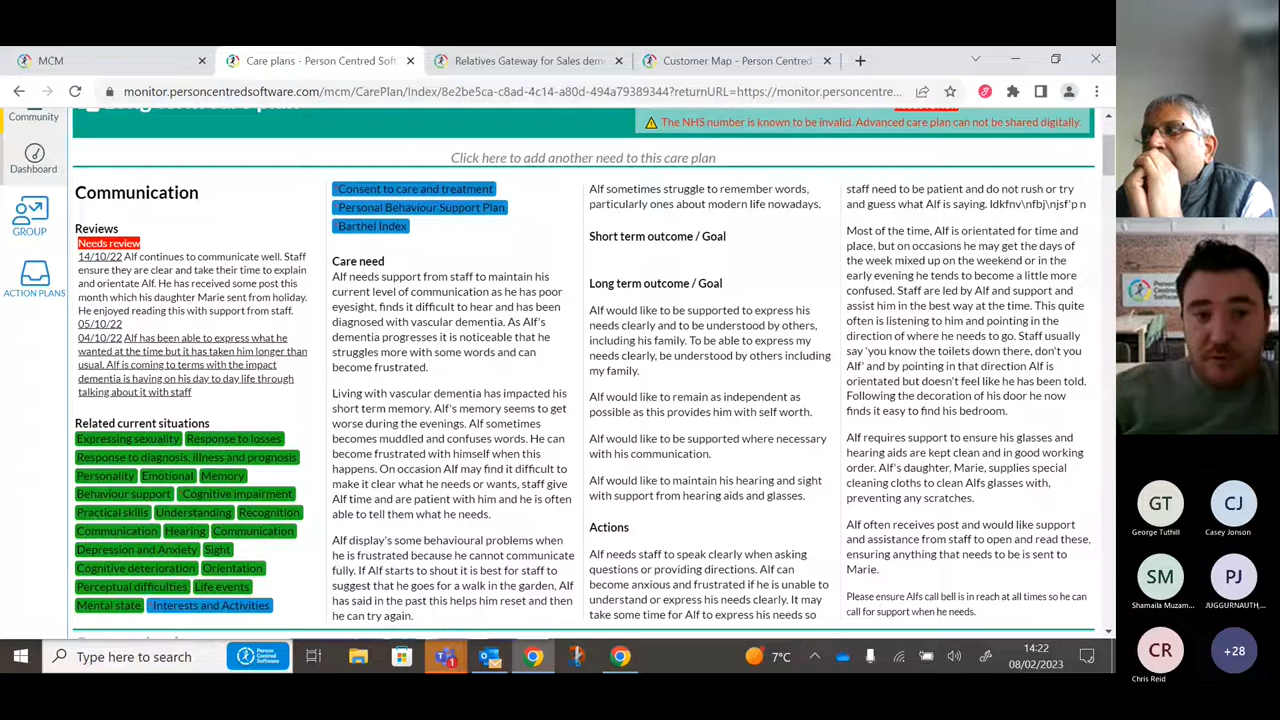 MCM
Care plans - Person Centred Soft
Relatives Gateway for Sales dem
Customer Map - Person Centred
monitor.personcentredsoftware.com/mcm/CarePlan/Index/8e2be5ca-c8ad-4c14-a80d-494a79389344?returnURL=https://monitor.personcentre...
Community
Dashboard
GROUP
ACTION PLANS
The NHS number is known to be invalid. Advanced care plan can not be shared digitally.
Click here to add another need to this care plan
Communication
Reviews
Needs review
14/10/22 Alf continues to communicate well. Staff
ensure they are clear and take their time to explain
and orientate Alf. He has received some post this
month which his daughter Marie sent from holiday.
He enjoyed reading this with support from staff.
05/10/22
04/10/22 Alf has been able to express what he
wanted at the time but it has taken him longer than
usual. Alf is coming to terms with the impact
dementia is having on his day to day life through
talking about it with staff
Related current situations
Expressing sexuality Response to losses
Response to diagnosis, illness and prognosis
Personality Emotional Memory
Behaviour support Cognitive impairment
Practical skills Understanding Recognition
Communication Hearing Communication
Depression and Anxiety Sight
Cognitive deterioration Orientation
Perceptual difficulties Life events
Mental state Interests and Activities
Consent to care and treatment
Personal Behaviour Support Plan
Barthel Index
Care need
Alf needs support from staff to maintain his
current level of communication as he has poor
eyesight, finds it difficult to hear and has been
diagnosed with vascular dementia. As Alf's
dementia progresses it is noticeable that he
struggles more with some words and can
become frustrated.
Living with vascular dementia has impacted his
short term memory. Alf's memory seems to get
worse during the evenings. Alf sometimes
becomes muddled and confuses words. He can
become frustrated with himself when this
happens. On occasion Alf may find it difficult to
make it clear what he needs or wants, staff give
Alf time and are patient with him and he is often
able to tell them what he needs.
Alf display's some behavioural problems when
he is frustrated because he cannot communicate
fully. If Alf starts to shout it is best for staff to
suggest that he goes for a walk in the garden, Alf
has said in the past this helps him reset and then
he can try again.
Alf sometimes struggle to remember words,
particularly ones about modern life nowadays.
Short term outcome / Goal
Long term outcome / Goal
Alf would like to be supported to express his
needs clearly and to be understood by others,
including his family. To be able to express my
needs clearly, be understood by others including
my family.
Alf would like to remain as independent as
possible as this provides him with self worth.
Alf would like to be supported where necessary
with his communication.
Alf would like to maintain his hearing and sight
with support from hearing aids and glasses.
Actions
Alf needs staff to speak clearly when asking
questions or providing directions. Alf can
become anxious and frustrated if he is unable to
understand or express his needs clearly. It may
take some time for Alf to express his needs so
staff need to be patient and do not rush or try
and guess what Alf is saying. ldkfnv\nfbj\njsf'p n
Most of the time, Alf is orientated for time and
place, but on occasions he may get the days of
the week mixed up on the weekend or in the
early evening he tends to become a little more
confused. Staff are led by Alf and support and
assist him in the best way at the time. This quite
often is listening to him and pointing in the
direction of where he needs to go. Staff usually
say 'you know the toilets down there, don't you
Alf' and by pointing in that direction Alf is
orientated but doesn't feel like he has been told.
Following the decoration of his door he now
finds it easy to find his bedroom.
Alf requires support to ensure his glasses and
hearing aids are kept clean and in good working
order. Alf's daughter, Marie, supplies special
cleaning cloths to clean Alfs glasses with,
preventing any scratches.
Alf often receives post and would like support
and assistance from staff to open and read these,
ensuring anything that needs to be is sent to
Marie.
Please ensure Alfs call bell is in reach at all times so he can
call for support when he needs.
Type here to search
Person
Centred
Software
7°C
14:22
08/02/2023
GT
George Tuthill
CJ
Casey Jonson
SM
Shamaila Muzam...
PJ
JUGGURNAUTH,...
CR
Chris Reid
+28